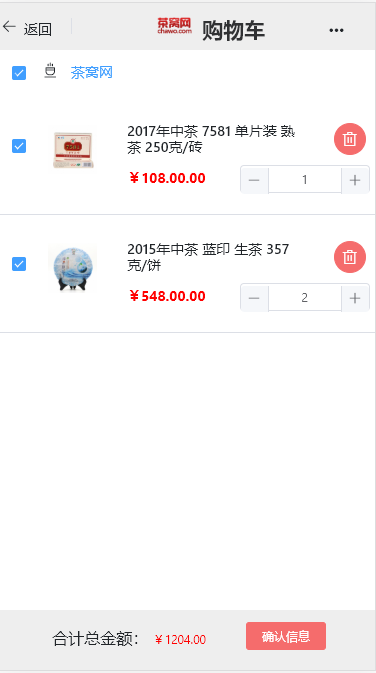 返回
茶窝网
chawo.com
购物车
茶窝网
2017年中茶 7581 单片装 熟
茶 250克/砖
￥108.00.00
1
2015年中茶 蓝印 生茶 357
克/饼
￥548.00.00
2
合计总金额：
￥1204.00
确认信息